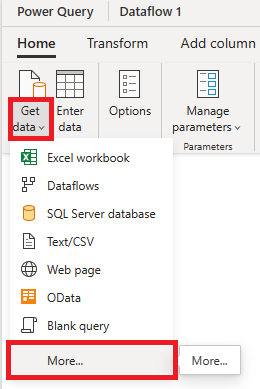 Power Query Dataflow 1
Home Transform Add column
Get data Enter data Options Manage parameters
Parameters
Excel workbook
Dataflows
SQL Server database
Text/CSV
Web page
OData
Blank query
More... More...